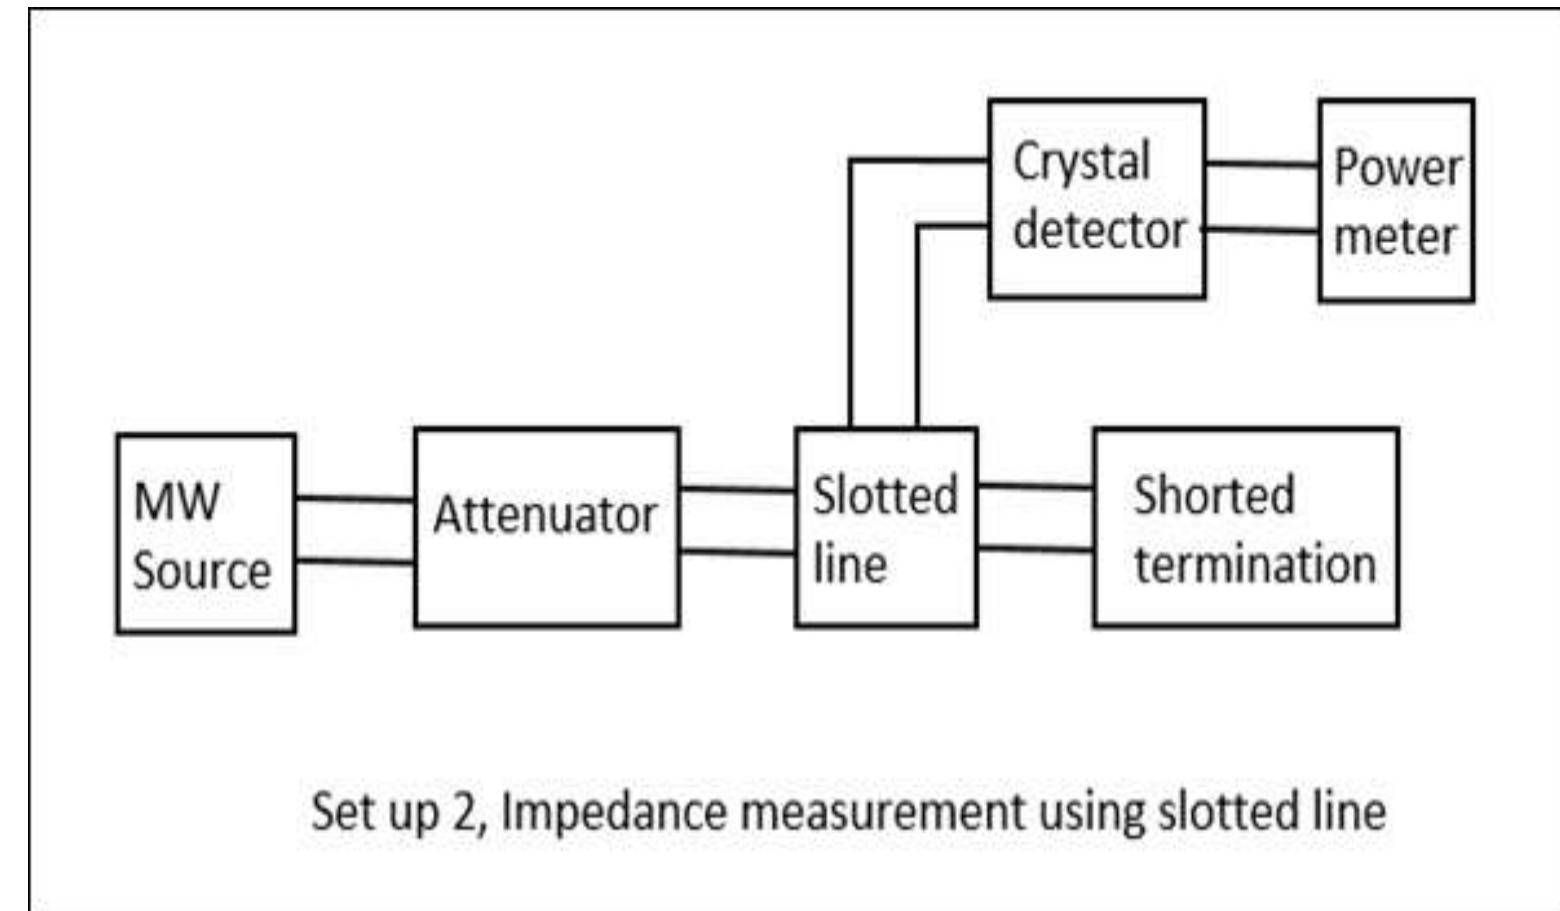 Crystal
detector
Power
meter
MW
Source
Attenuator
Slotted
line
Shorted
termination
Set up 2, Impedance measurement using slotted line